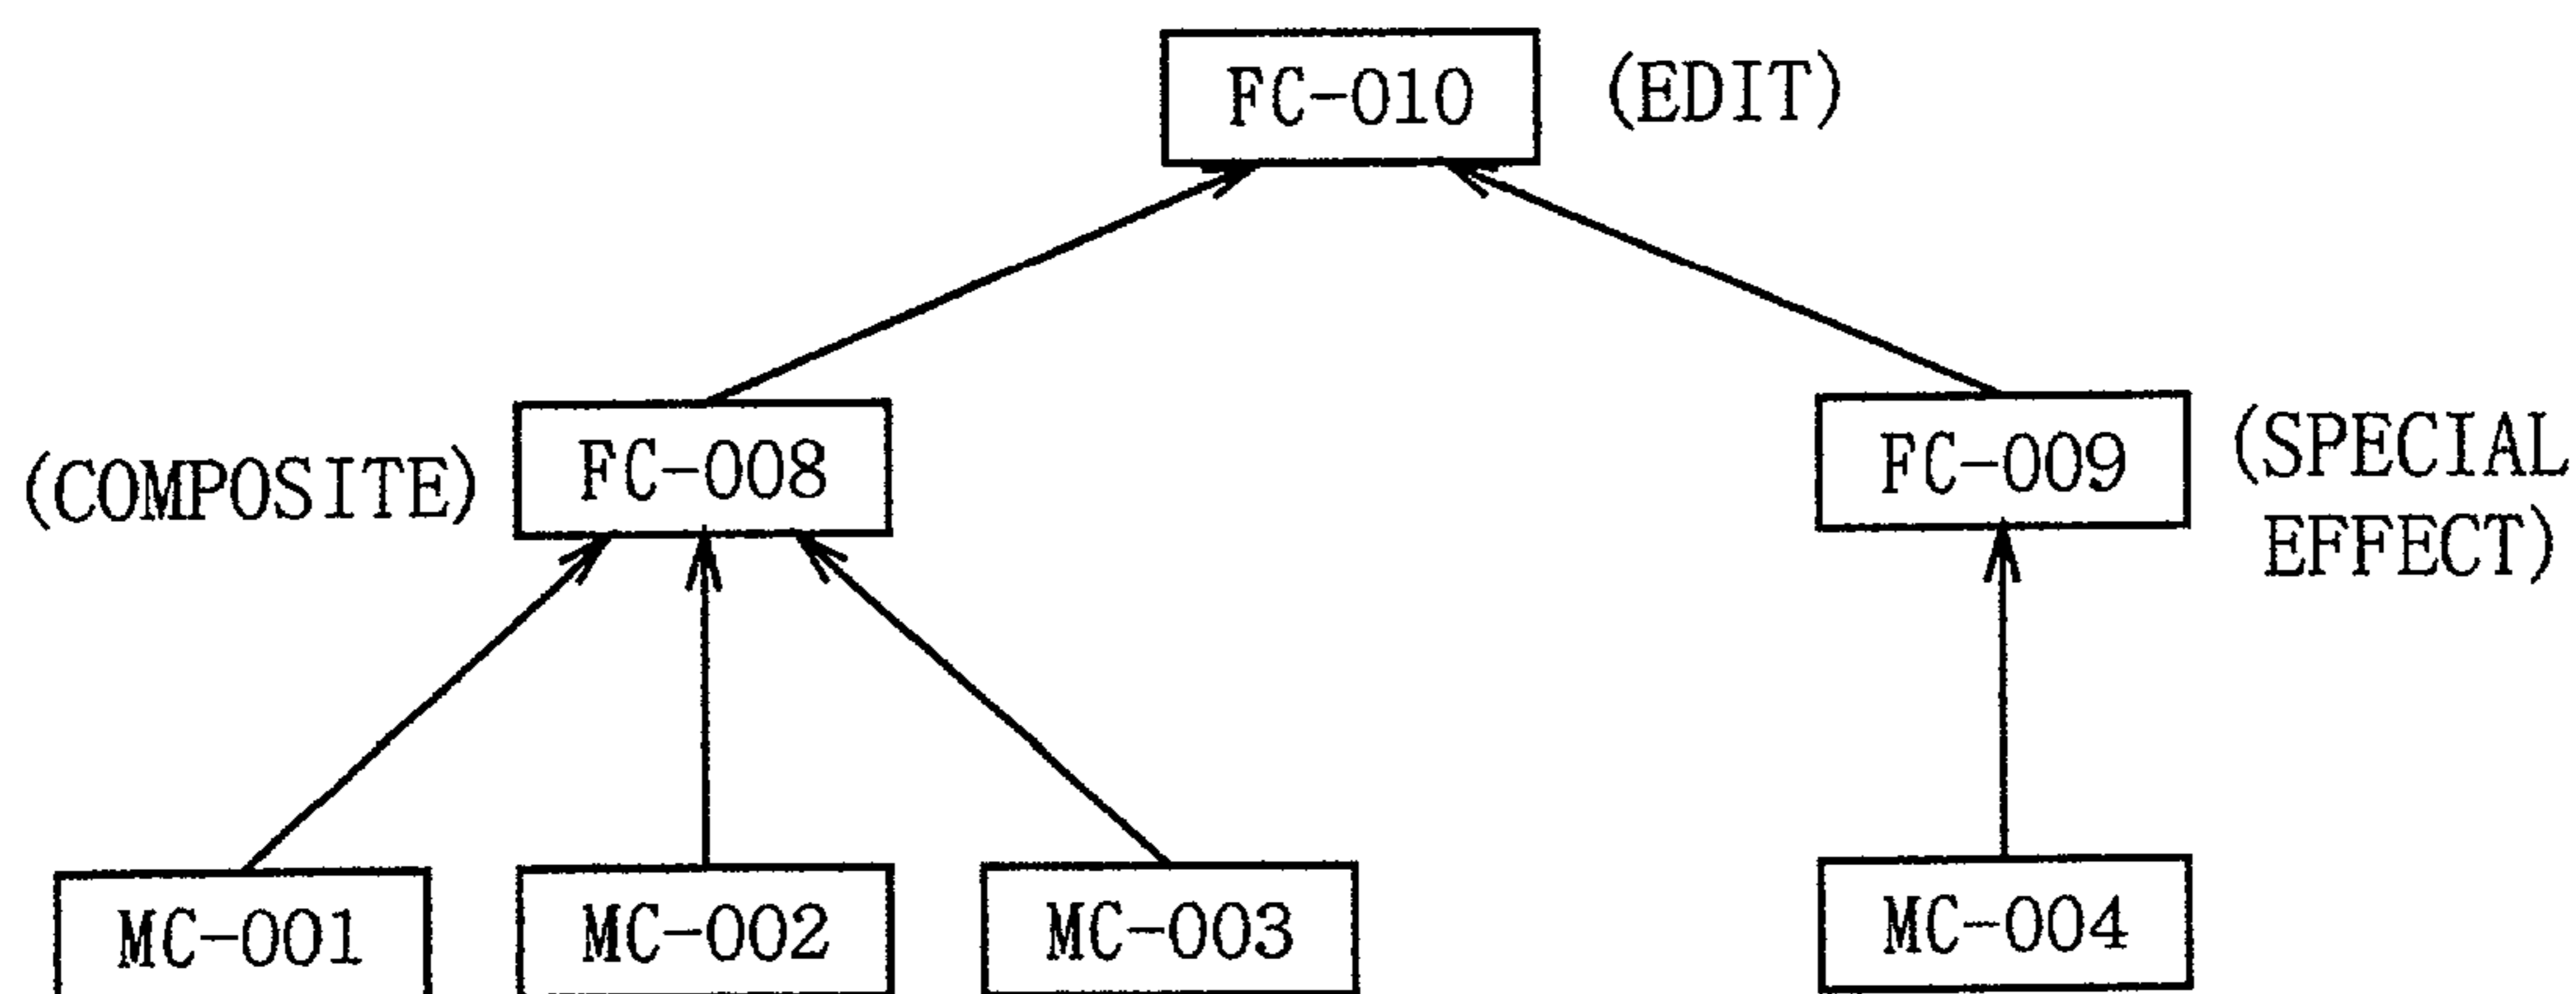 FC-010 (EDIT)
(COMPOSITE) FC-008 FC-009 (SPECIAL
EFFECT)
MC-001 MC-002 MC-003 MC-004